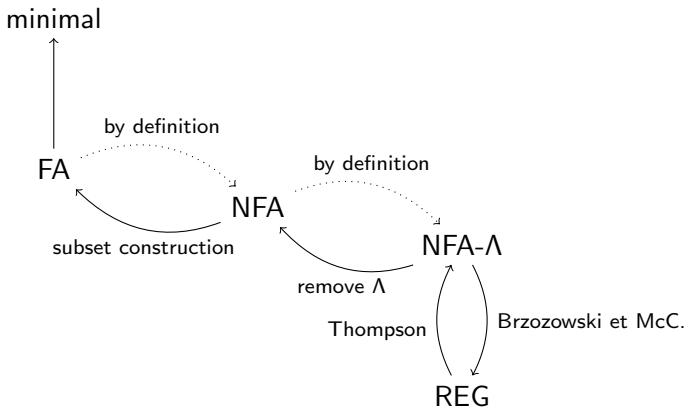 minimal
by definition
FA
by definition
NFA
subset construction
NFA-Λ
remove Λ
Thompson
Brzozowski et McC.
REG